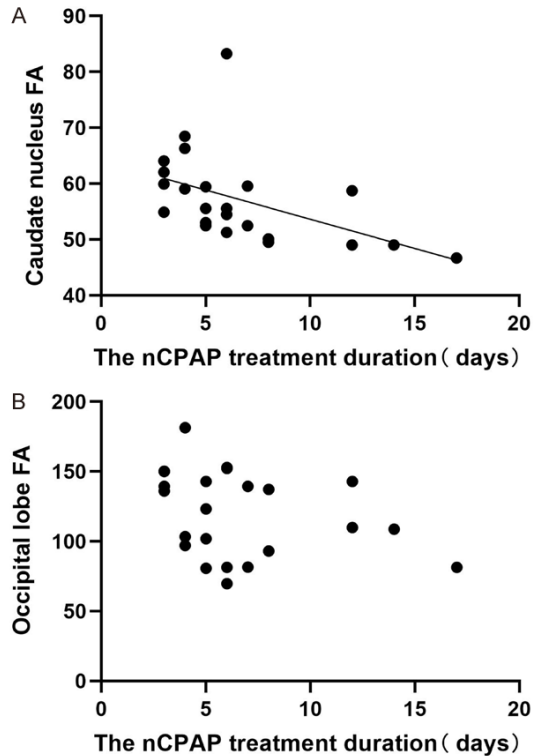 A
90
80
70
60
50
40
Caudate nucleus FA
0 5 10 15 20
The nCPAP treatment duration( days)
B
200
150
100
50
0
Occipital lobe FA
0 5 10 15 20
The nCPAP treatment duration( days)